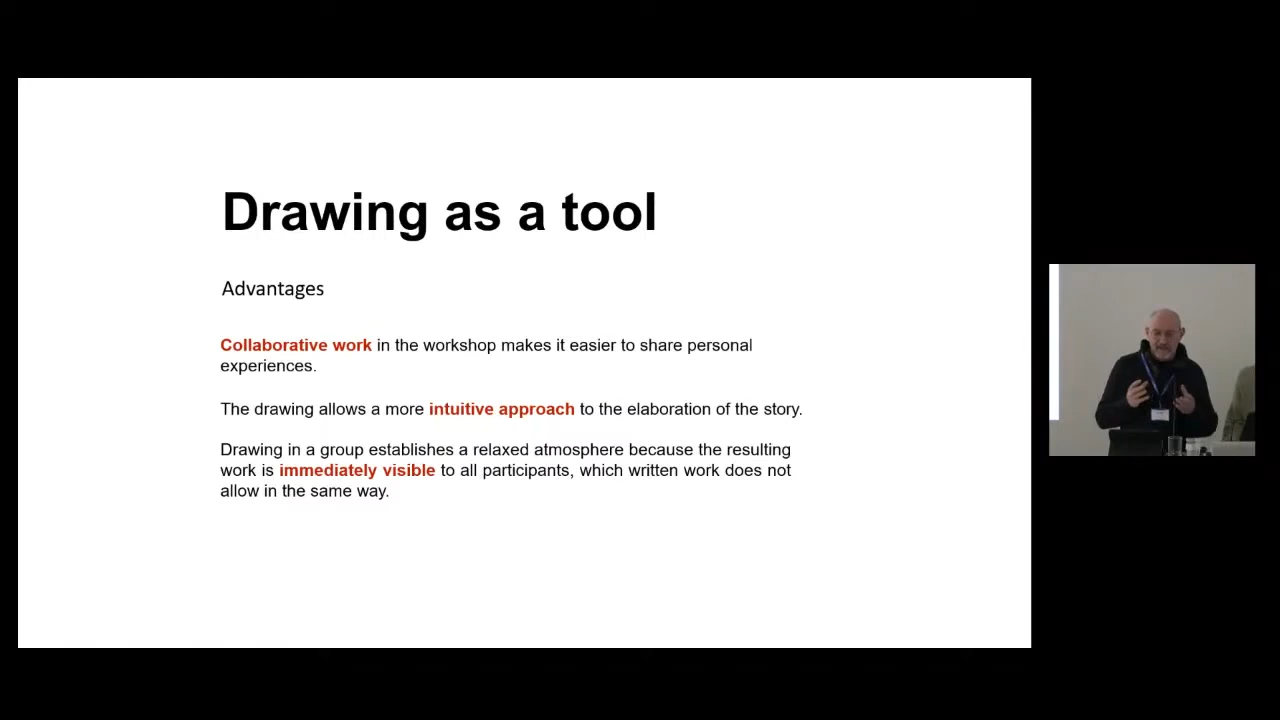 Drawing as a tool
Advantages
Collaborative work in the workshop makes it easier to share personal
experiences.
The drawing allows a more intuitive approach to the elaboration of the story.
Drawing in a group establishes a relaxed atmosphere because the resulting
work is immediately visible to all participants, which written work does not
allow in the same way.